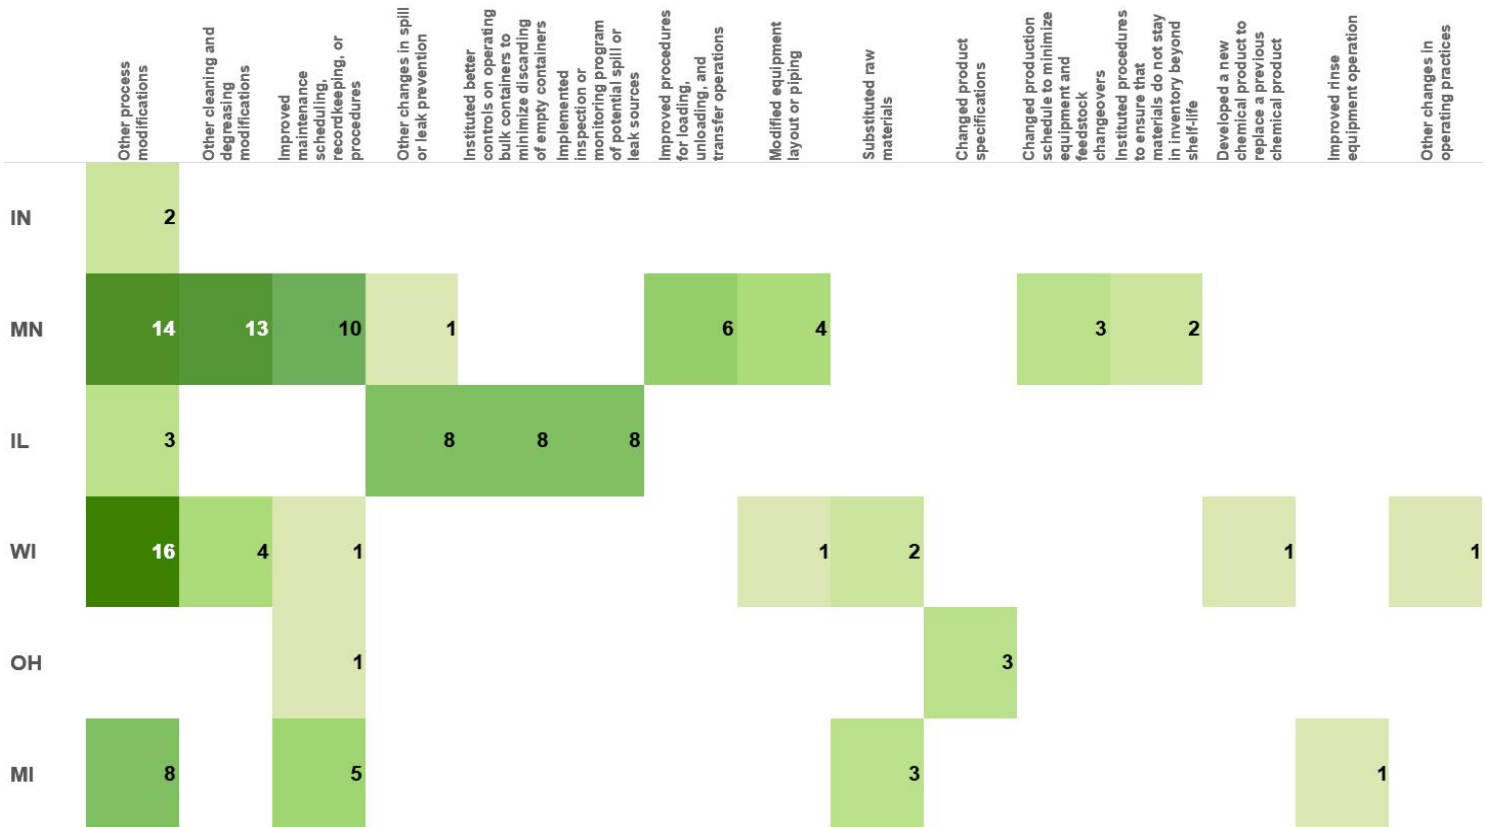 Other process
modifications
Other cleaning and
degreasing
modifications
Improved
maintenance
scheduling,
recordkeeping, or
procedures
Other changes in spill
or leak prevention
Instituted better
controls on operating
bulk containers to
minimize discarding
of empty containers
Implemented
inspection or
monitoring program
of potential spill or
leak sources
Improved procedures
for loading,
unloading, and
transfer operations
Modified equipment
layout or piping
Substituted raw
materials
Changed product
specifications
Changed production
schedule to minimize
equipment and
feedstock
changeovers
Instituted procedures
to ensure that
materials do not stay
in inventory beyond
shelf-life
Developed a new
chemical product to
replace a previous
chemical product
Improved rinse
equipment operation
Other changes in
operating practices
IN 2
MN 14 13 10 1 6 4 3 2
IL 3 8 8 8
WI 16 4 1 1 2 1 1
OH 1 3
MI 8 5 3 1